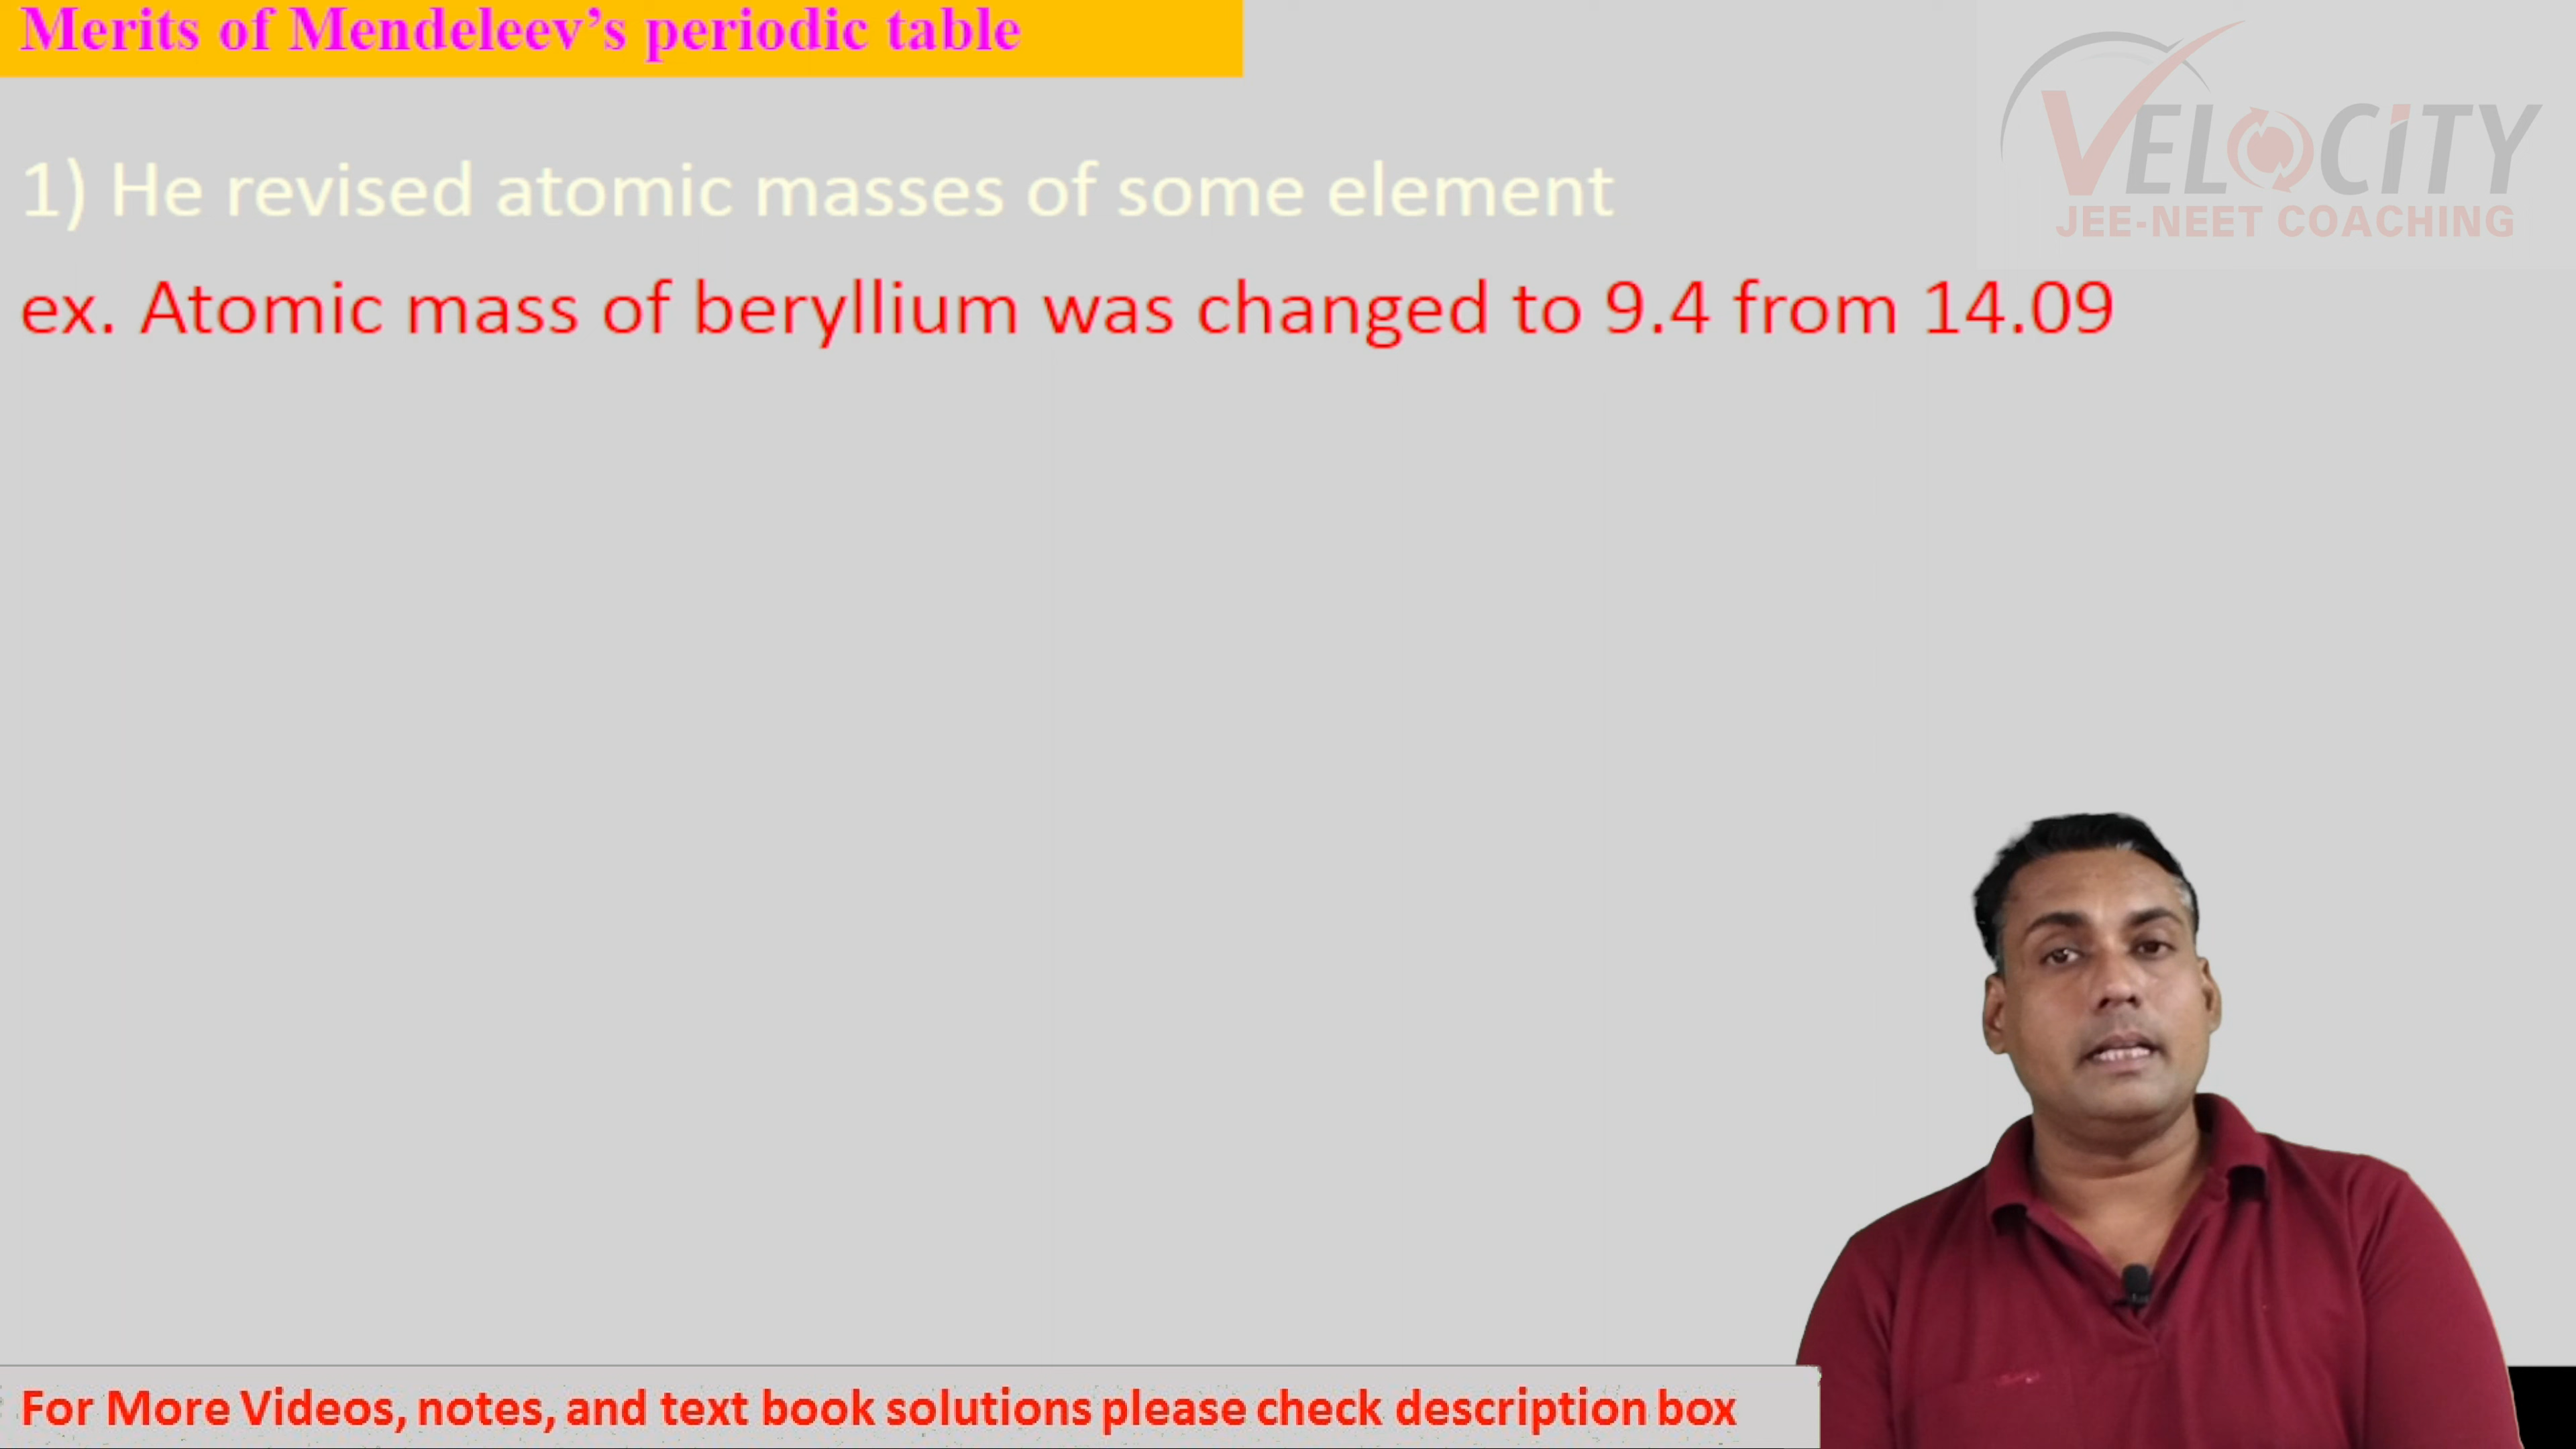 Merits of Mendeleev’s periodic table
VELOCITY
JEE-NEET COACHING
1) He revised atomic masses of some element
ex. Atomic mass of beryllium was changed to 9.4 from 14.09
For More Videos, notes, and text book solutions please check description box